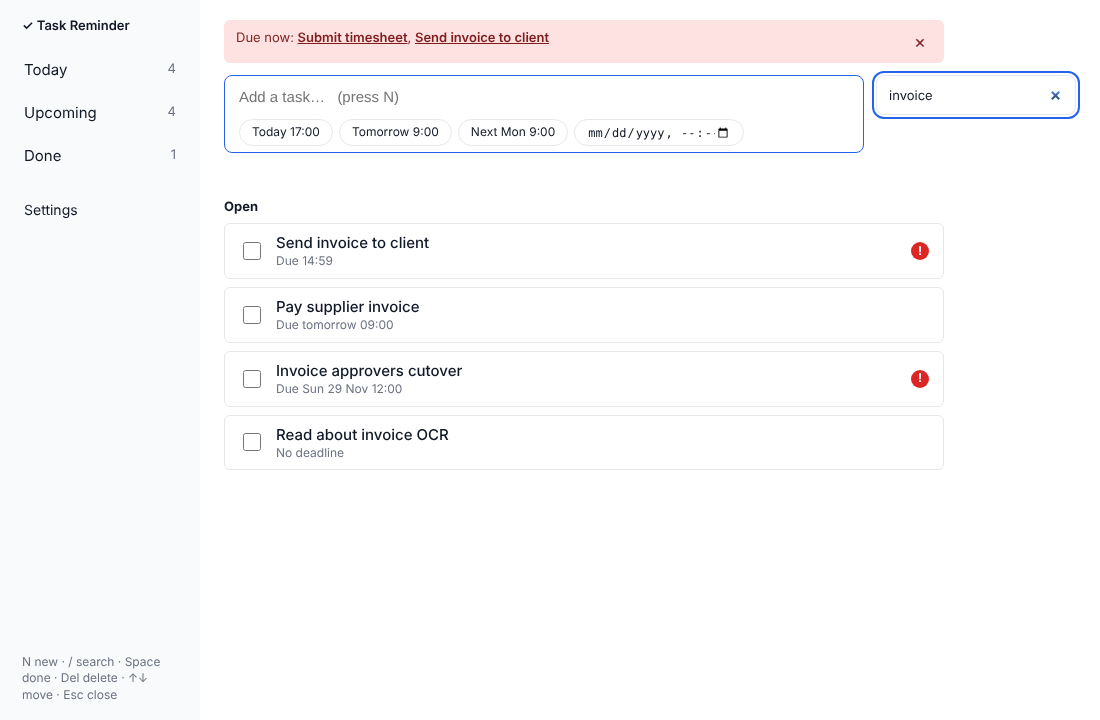 ✓ Task Reminder
Today 4
Upcoming 4
Done 1
Settings
N new · / search · Space
done · Del delete · ↑↓
move · Esc close
Due now: Submit timesheet, Send invoice to client ×
Add a task… (press N)
Today 17:00 Tomorrow 9:00 Next Mon 9:00 mm/dd/yyyy, --:--
invoice ×
Open
Send invoice to client
Due 14:59
!
Pay supplier invoice
Due tomorrow 09:00
Invoice approvers cutover
Due Sun 29 Nov 12:00
!
Read about invoice OCR
No deadline